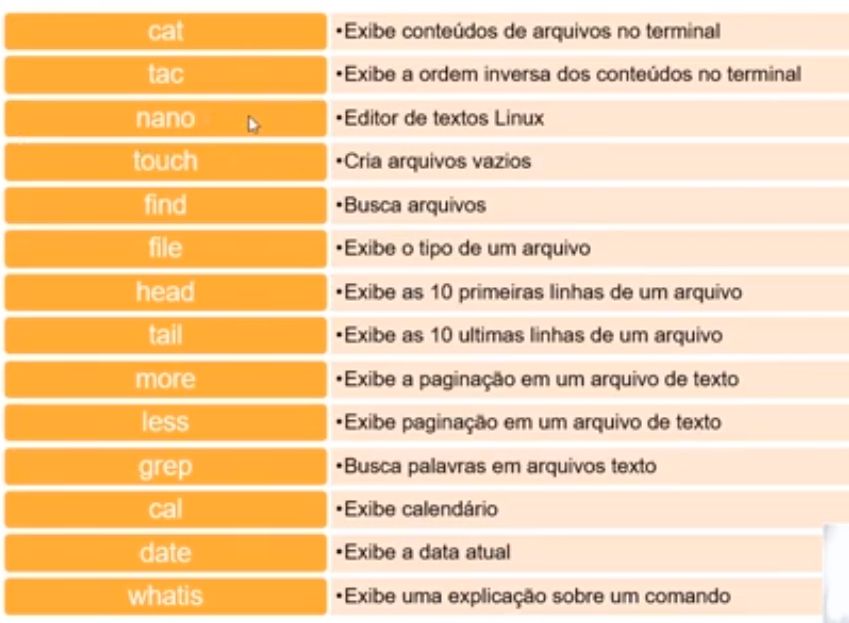 cat •Exibe conteúdos de arquivos no terminal
tac •Exibe a ordem inversa dos conteúdos no terminal
nano •Editor de textos Linux
touch •Cria arquivos vazios
find •Busca arquivos
file •Exibe o tipo de um arquivo
head •Exibe as 10 primeiras linhas de um arquivo
tail •Exibe as 10 ultimas linhas de um arquivo
more •Exibe a paginação em um arquivo de texto
less •Exibe paginação em um arquivo de texto
grep •Busca palavras em arquivos texto
cal •Exibe calendário
date •Exibe a data atual
whatis •Exibe uma explicação sobre um comando